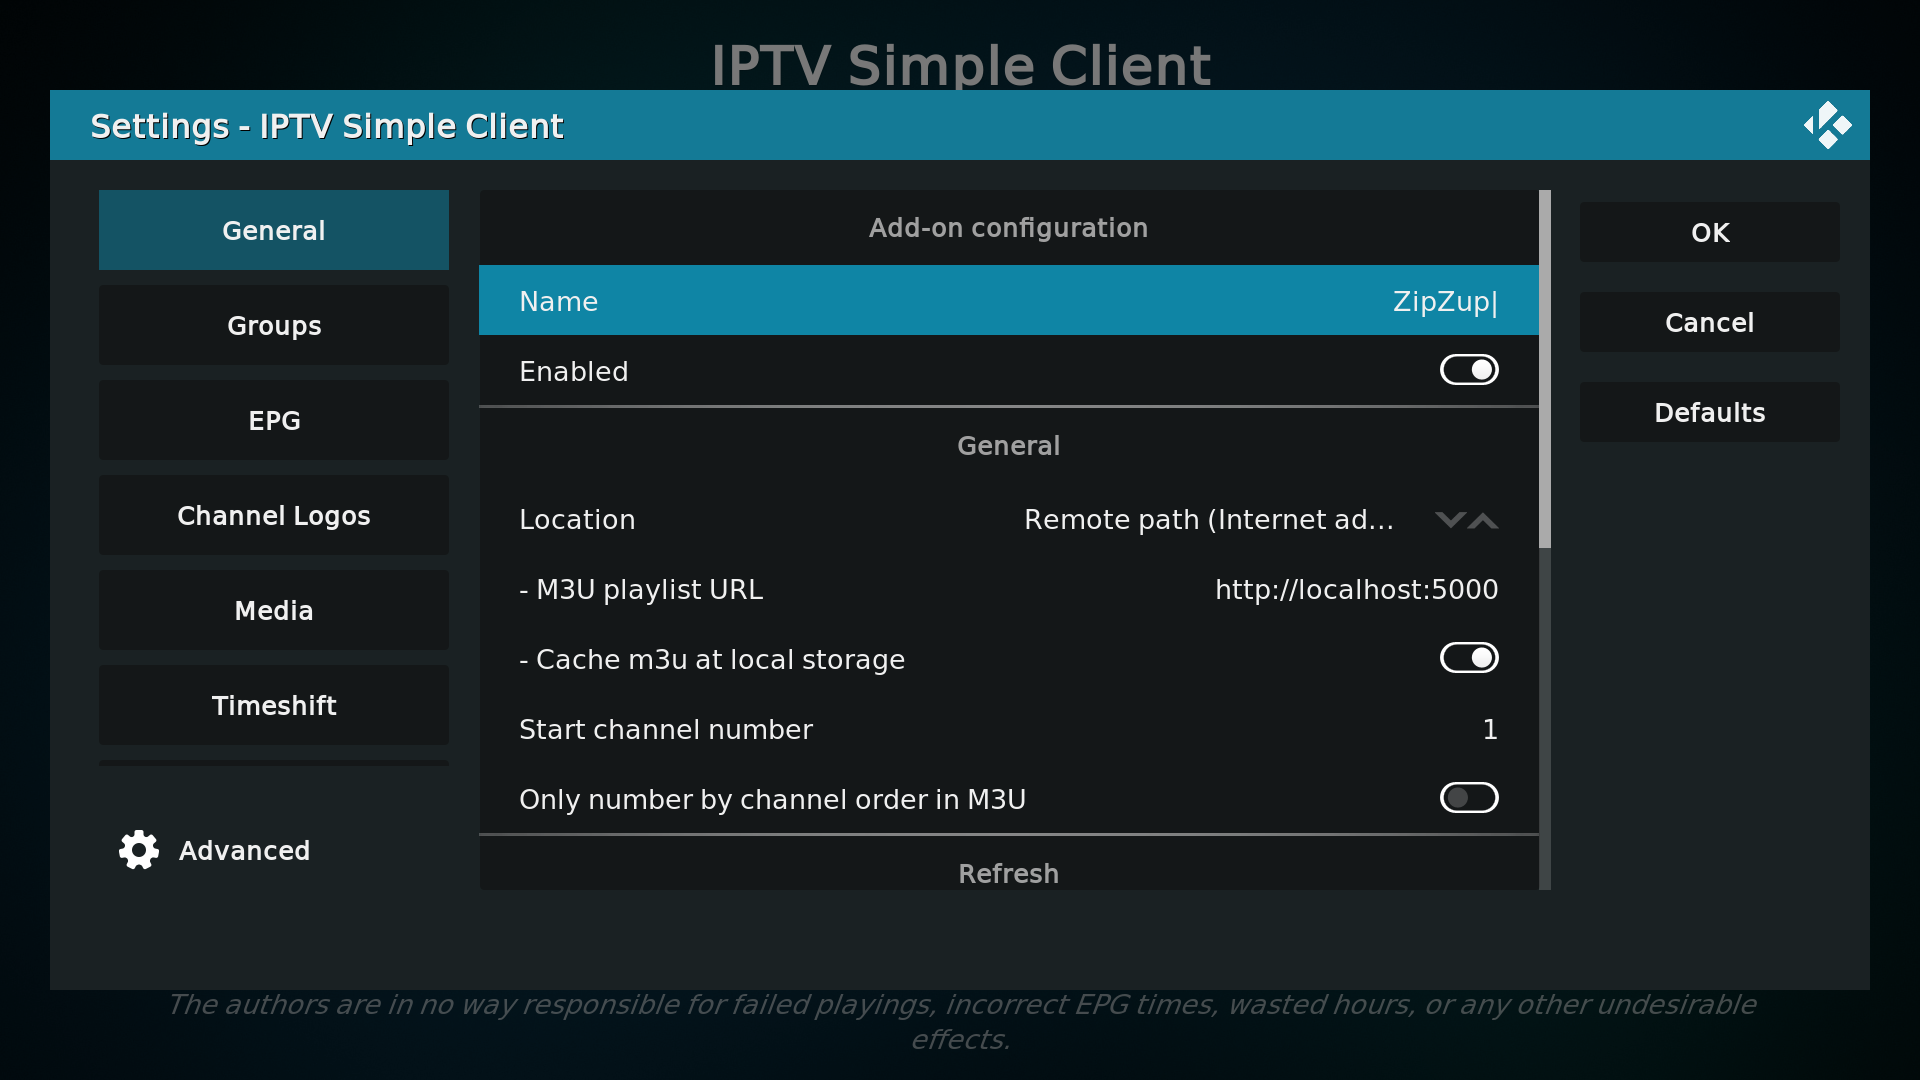 IPTV Simple Client
Settings - IPTV Simple Client
General
Groups
EPG
Channel Logos
Media
Timeshift
Advanced
Add-on configuration
Name ZipZup|
Enabled
General
Location Remote path (Internet ad...
- M3U playlist URL http://localhost:5000
- Cache m3u at local storage
Start channel number 1
Only number by channel order in M3U
Refresh
OK
Cancel
Defaults
The authors are in no way responsible for failed playings, incorrect EPG times, wasted hours, or any other undesirable
effects.